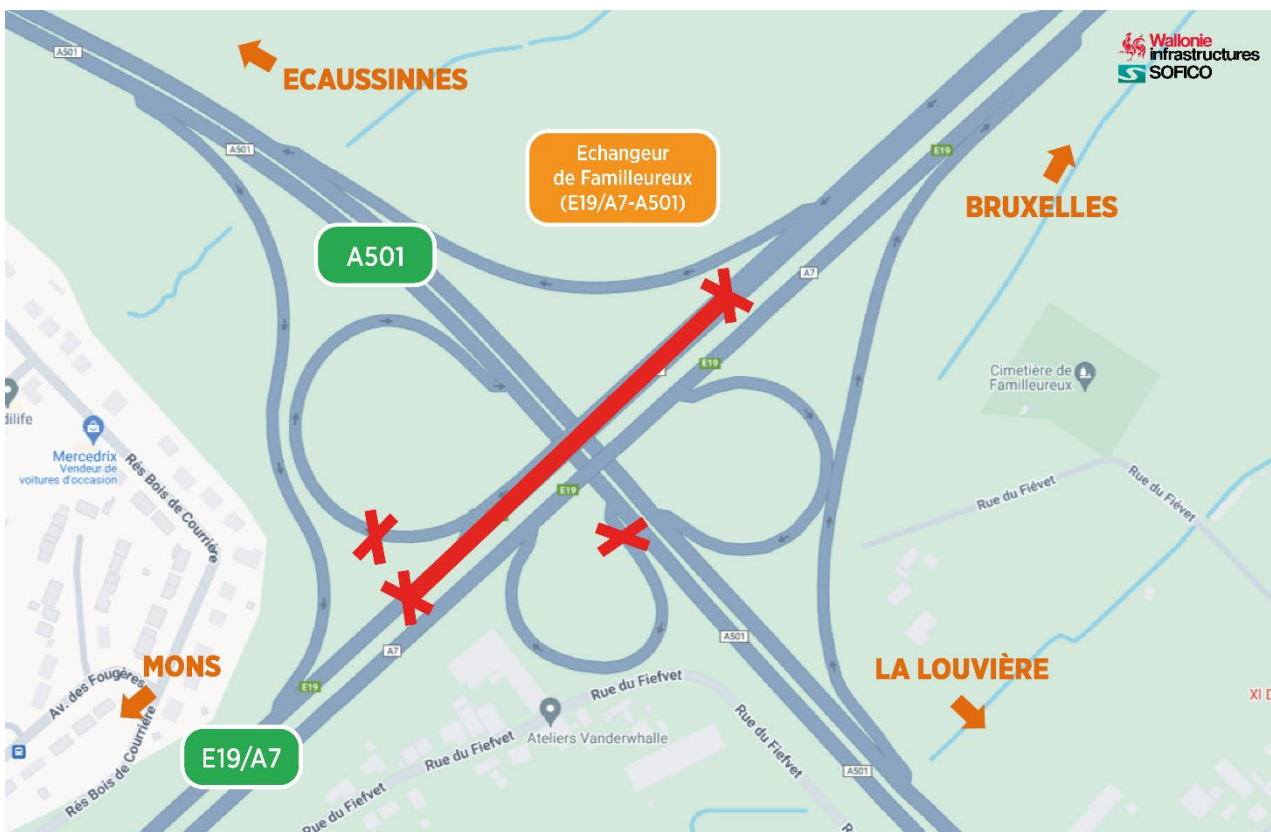 A501
ECAUSSINNES
Wallonie
infrastructures
SOFICO
A501
Echangeur
de Familleureux
(E19/A7-A501)
E19
BRUXELLES
A501
A7
E19
Cimetière de
Familleureux
dilife
Mercedrix
Vendeur de
voitures d'occasion
Rés Bois de Courrière
E19
Rue du Fiévet
Rue du Fiévet
A501
A7
MONS
LA LOUVIÈRE
Av. des Fougères
E19
Rue du Fiefvet
XI D
Ateliers Vanderwhalle
Rue du Fiefvet
Rue du Fiefvet
E19/A7
A501
Rés Bois de Courrière
Rue du Fiefvet